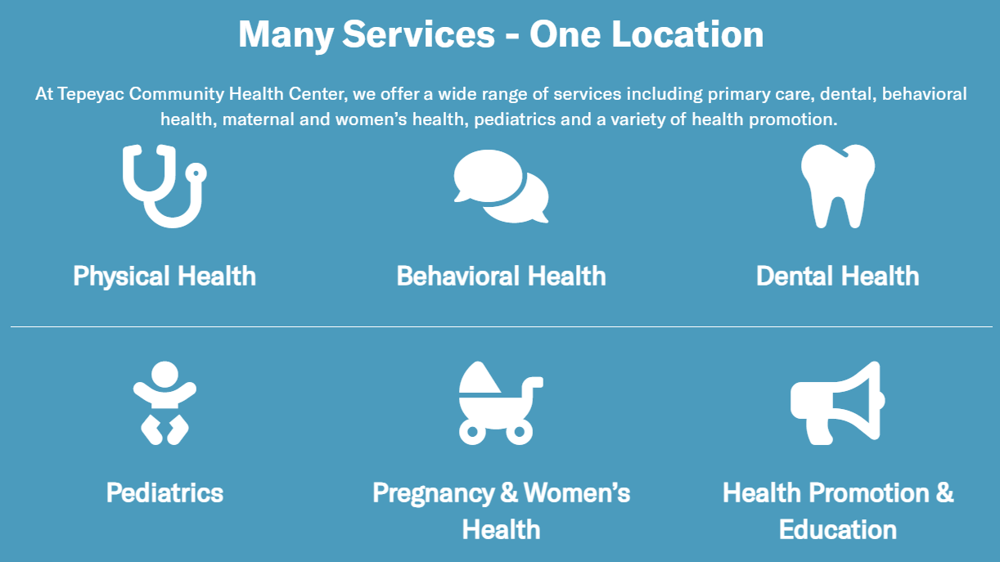 Many Services - One Location
At Tepeyac Community Health Center, we offer a wide range of services including primary care, dental, behavioral
health, maternal and women’s health, pediatrics and a variety of health promotion.
Physical Health
Behavioral Health
Dental Health
Pediatrics
Pregnancy & Women’s
Health
Health Promotion &
Education